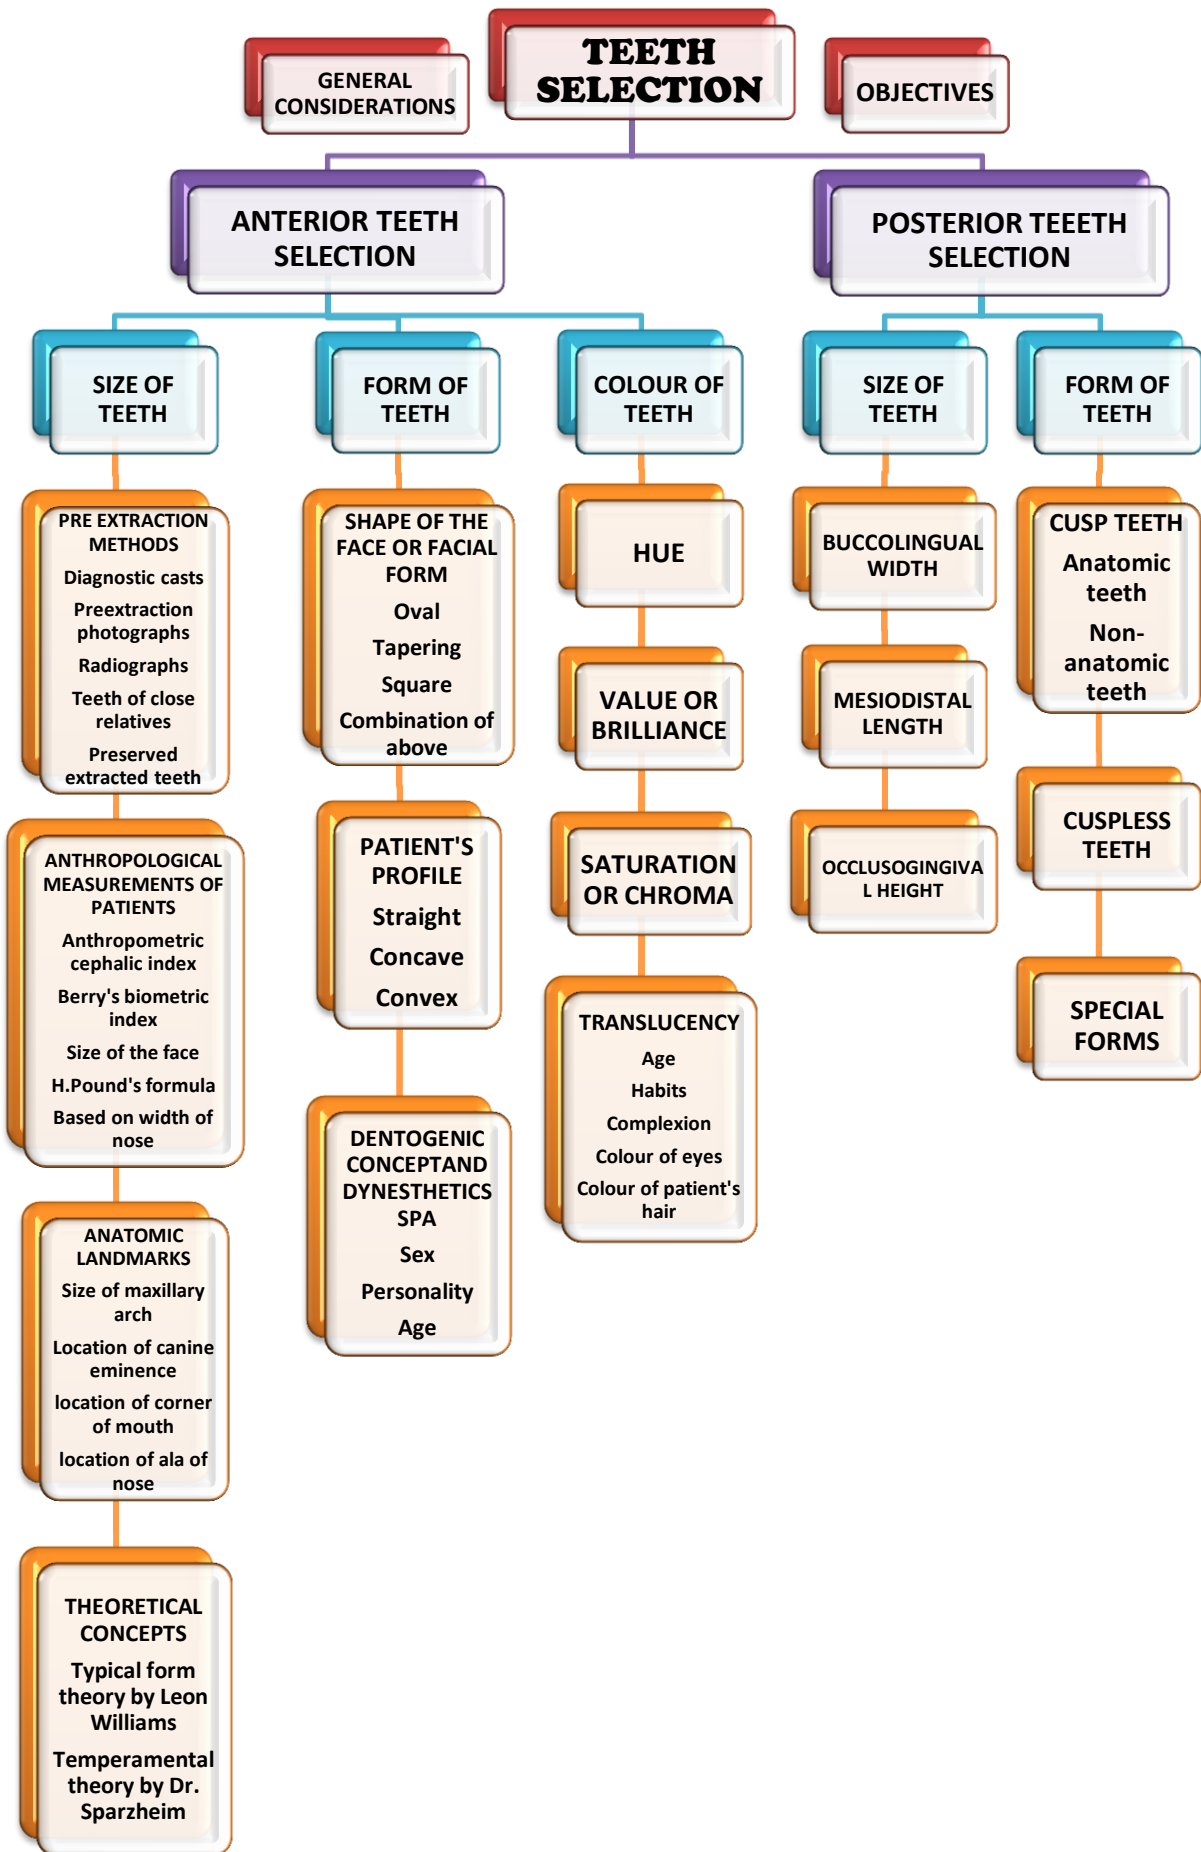 TEETH
SELECTION
GENERAL
CONSIDERATIONS
OBJECTIVES
ANTERIOR TEETH
SELECTION
POSTERIOR TEEETH
SELECTION
SIZE OF
TEETH
FORM OF
TEETH
COLOUR OF
TEETH
SIZE OF
TEETH
FORM OF
TEETH
PRE EXTRACTION
METHODS
Diagnostic casts
Preextraction
photographs
Radiographs
Teeth of close
relatives
Preserved
extracted teeth
ANTHROPOLOGICAL
MEASUREMENTS OF
PATIENTS
Anthropometric
cephalic index
Berry's biometric
index
Size of the face
H.Pound's formula
Based on width of
nose
ANATOMIC
LANDMARKS
Size of maxillary
arch
Location of canine
eminence
location of corner
of mouth
location of ala of
nose
THEORETICAL
CONCEPTS
Typical form
theory by Leon
Williams
Temperamental
theory by Dr.
Sparzheim
SHAPE OF THE
FACE OR FACIAL
FORM
Oval
Tapering
Square
Combination of
above
PATIENT'S
PROFILE
Straight
Concave
Convex
DENTOGENIC
CONCEPTAND
DYNESTHETICS
SPA
Sex
Personality
Age
HUE
VALUE OR
BRILLIANCE
SATURATION
OR CHROMA
TRANSLUCENCY
Age
Habits
Complexion
Colour of eyes
Colour of patient's
hair
BUCCOLINGUAL
WIDTH
MESIODISTAL
LENGTH
OCCLUSOGINGIVA
L HEIGHT
CUSP TEETH
Anatomic
teeth
Non-
anatomic
teeth
CUSPLESS
TEETH
SPECIAL
FORMS